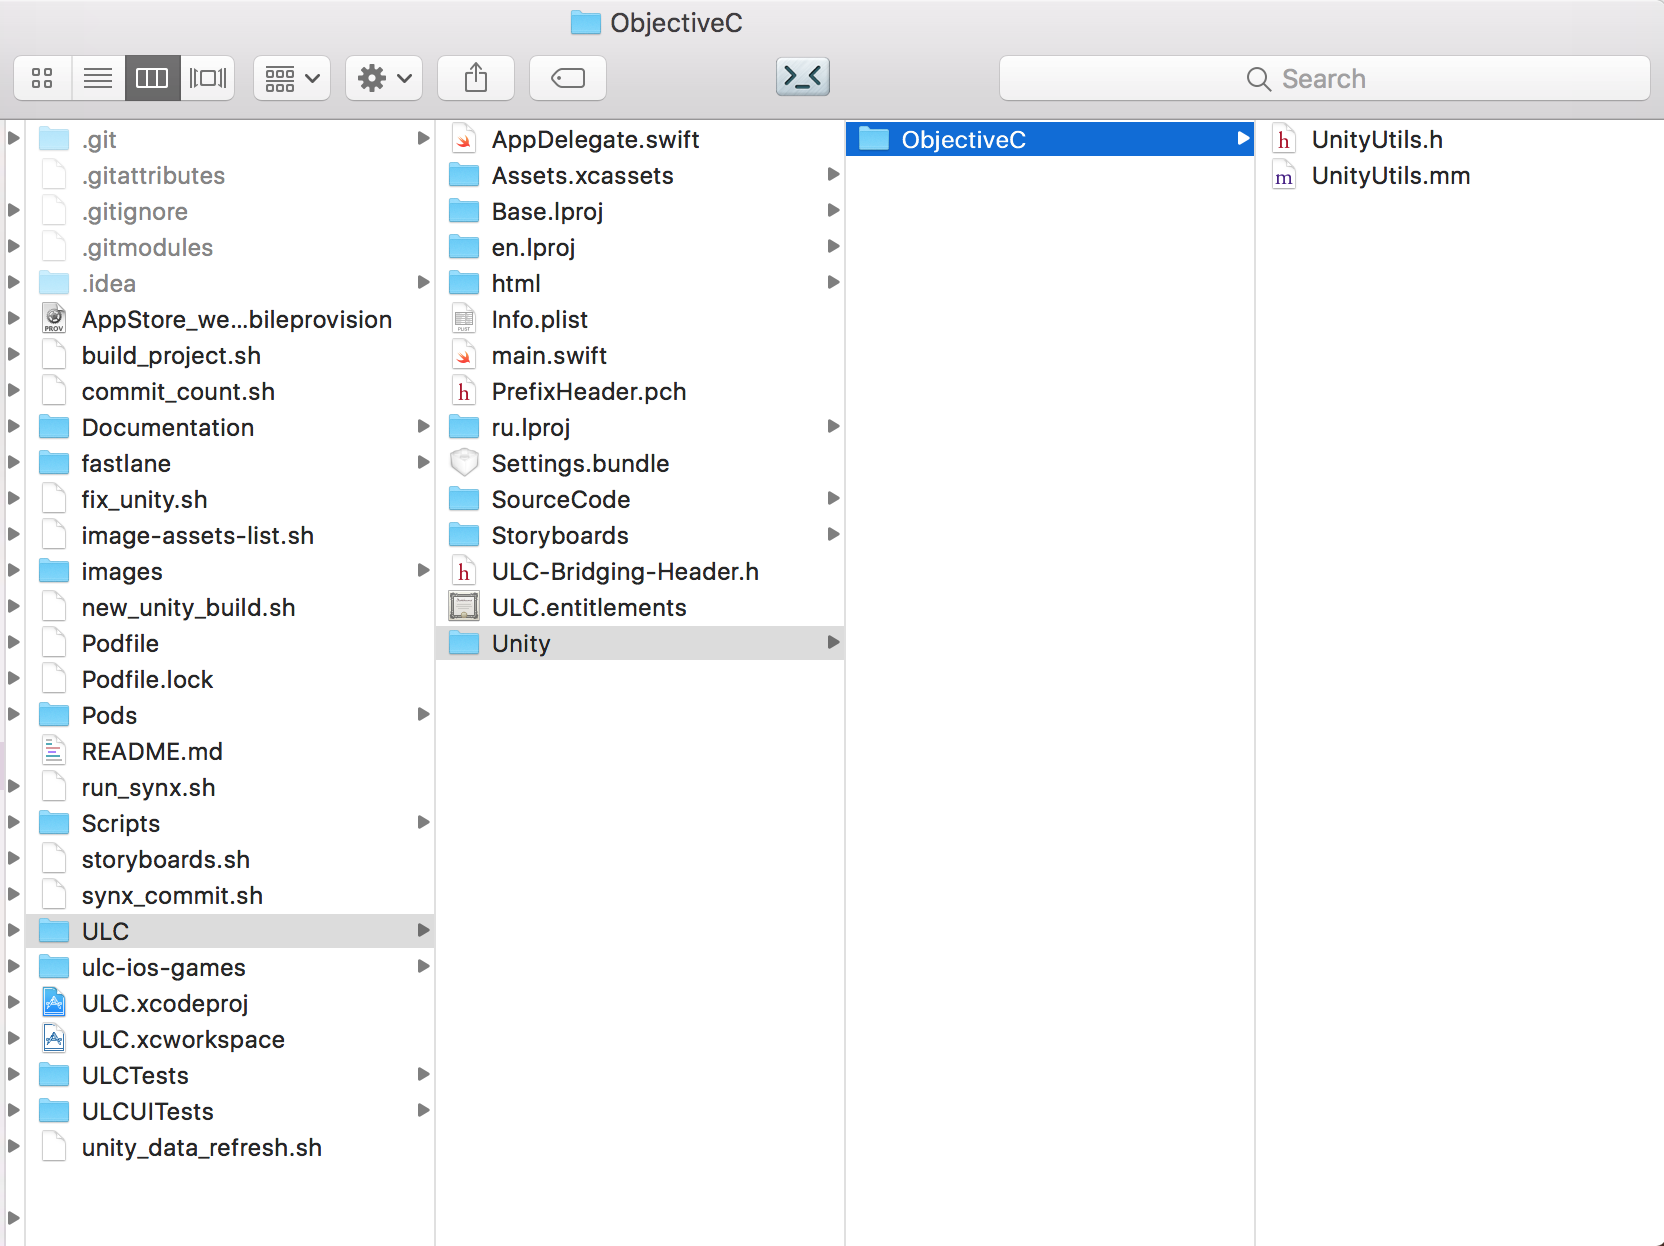 ObjectiveC
Search
.git
.gitattributes
.gitignore
.gitmodules
.idea
AppStore_we...bileprovision
build_project.sh
commit_count.sh
Documentation
fastlane
fix_unity.sh
image-assets-list.sh
images
new_unity_build.sh
Podfile
Podfile.lock
Pods
README.md
run_synx.sh
Scripts
storyboards.sh
synx_commit.sh
ULC
ulc-ios-games
ULC.xcodeproj
ULC.xcworkspace
ULCTests
ULCUITests
unity_data_refresh.sh
AppDelegate.swift
Assets.xcassets
Base.lproj
en.lproj
html
Info.plist
main.swift
PrefixHeader.pch
ru.lproj
Settings.bundle
SourceCode
Storyboards
ULC-Bridging-Header.h
ULC.entitlements
Unity
ObjectiveC
UnityUtils.h
UnityUtils.mm